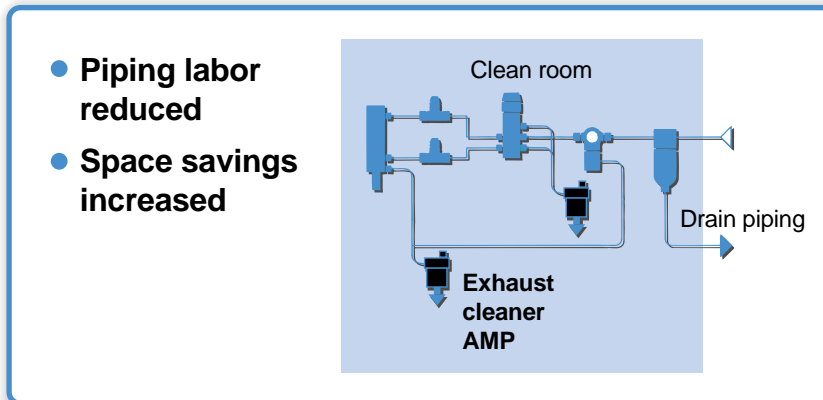 Piping labor
reduced
Space savings
increased
Clean room
Drain piping
Exhaust
cleaner
AMP